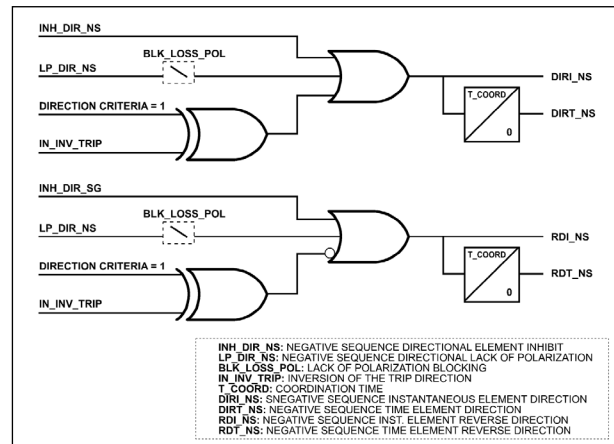 INH_DIR_NS
BLK_LOSS_POL
LP_DIR_NS
DIRI_NS
DIRECTION CRITERIA = 1
T_COORD
0
DIRT_NS
IN_INV_TRIP
INH_DIR_SG
BLK_LOSS_POL
LP_DIR_NS
RDI_NS
DIRECTION CRITERIA = 1
T_COORD
0
RDT_NS
IN_INV_TRIP
INH_DIR_NS: NEGATIVE SEQUENCE DIRECTIONAL ELEMENT INHIBIT
LP_DIR_NS: NEGATIVE SEQUENCE DIRECTIONAL LACK OF POLARIZATION
BLK_LOSS_POL: LACK OF POLARIZATION BLOCKING
IN_INV_TRIP: INVERSION OF THE TRIP DIRECTION
T_COORD: COORDINATION TIME
DIRI_NS: SNEGATIVE SEQUENCE INSTANTANEOUS ELEMENT DIRECTION
DIRT_NS: NEGATIVE SEQUENCE TIME ELEMENT DIRECTION
RDI_NS: NEGATIVE SEQUENCE INST. ELEMENT REVERSE DIRECTION
RDT_NS: NEGATIVE SEQUENCE TIME ELEMENT REVERSE DIRECTION